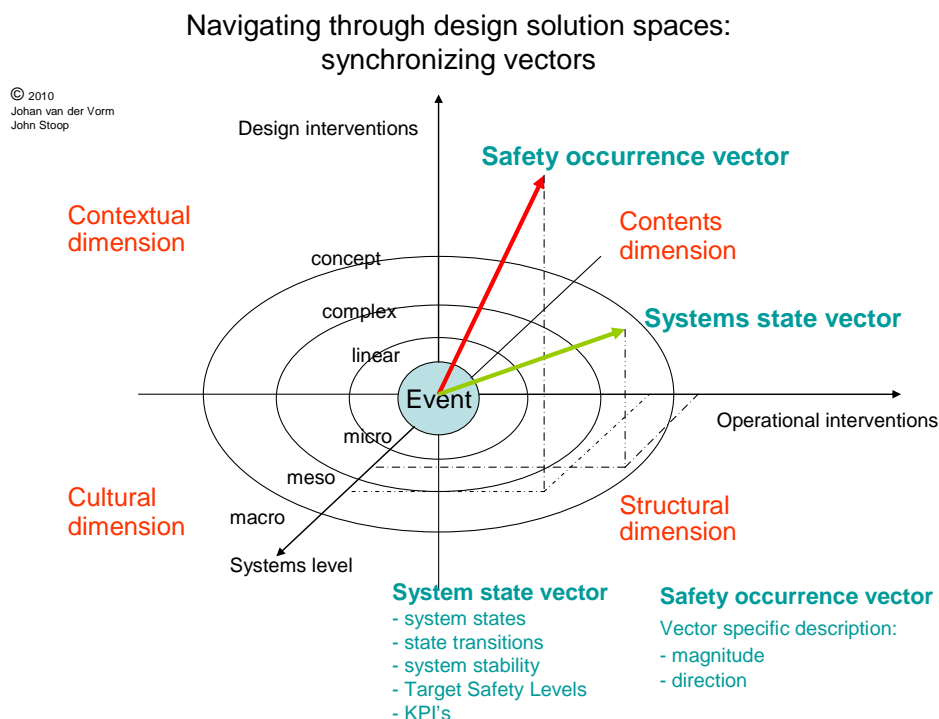 Navigating through design solution spaces:
synchronizing vectors
© 2010
Johan van der Vorm
John Stoop
Design interventions
Safety occurrence vector
Contextual
dimension
Contents
dimension
concept
complex
Systems state vector
linear
Event
Operational interventions
micro
meso
macro
Cultural
dimension
Structural
dimension
Systems level
System state vector
- system states
- state transitions
- system stability
- Target Safety Levels
- KPI's
Safety occurrence vector
Vector specific description:
- magnitude
- direction